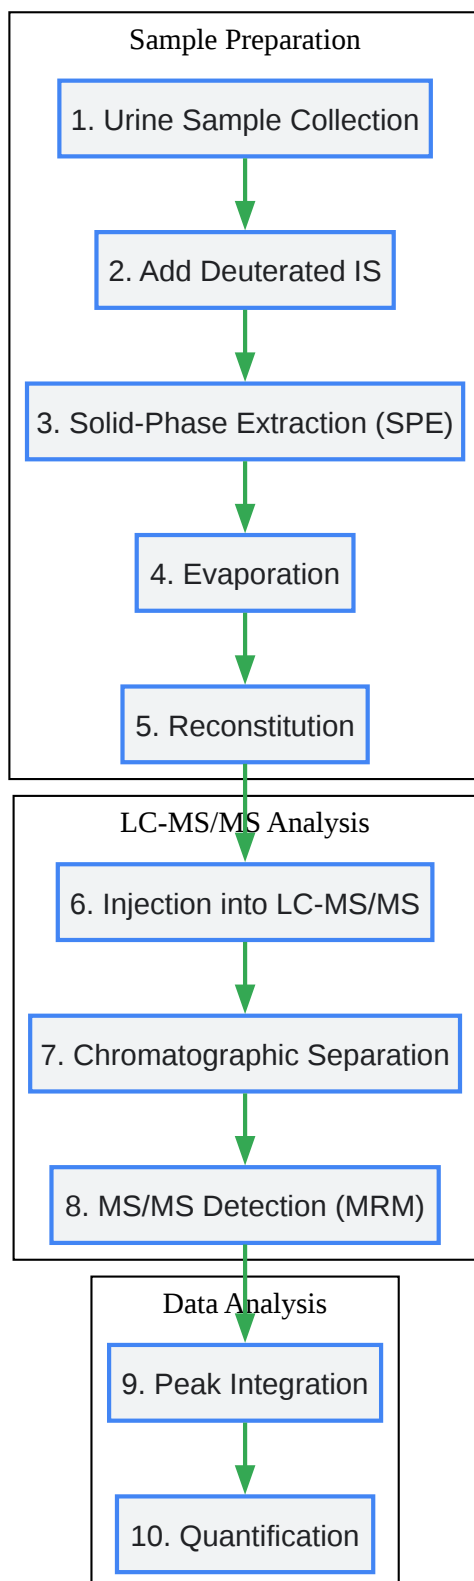 Sample Preparation
1. Urine Sample Collection
2. Add Deuterated IS
3. Solid-Phase Extraction (SPE)
4. Evaporation
5. Reconstitution
LC-MS/MS Analysis
6. Injection into LC-MS/MS
7. Chromatographic Separation
8. MS/MS Detection (MRM)
Data Analysis
9. Peak Integration
10. Quantification